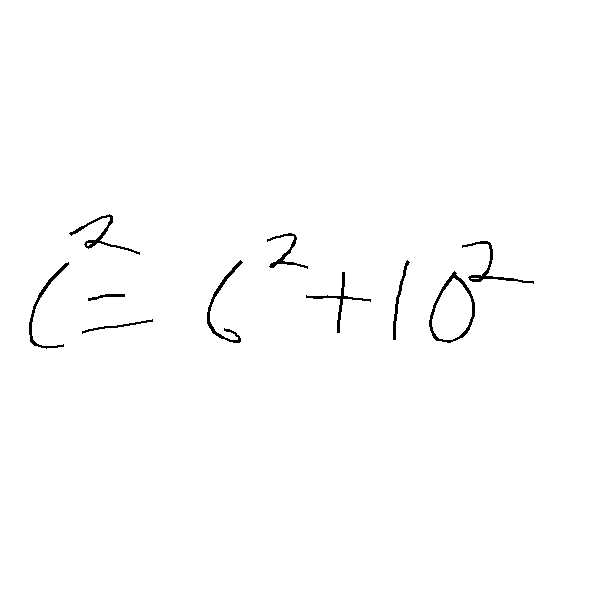 c² = 6² + 10²